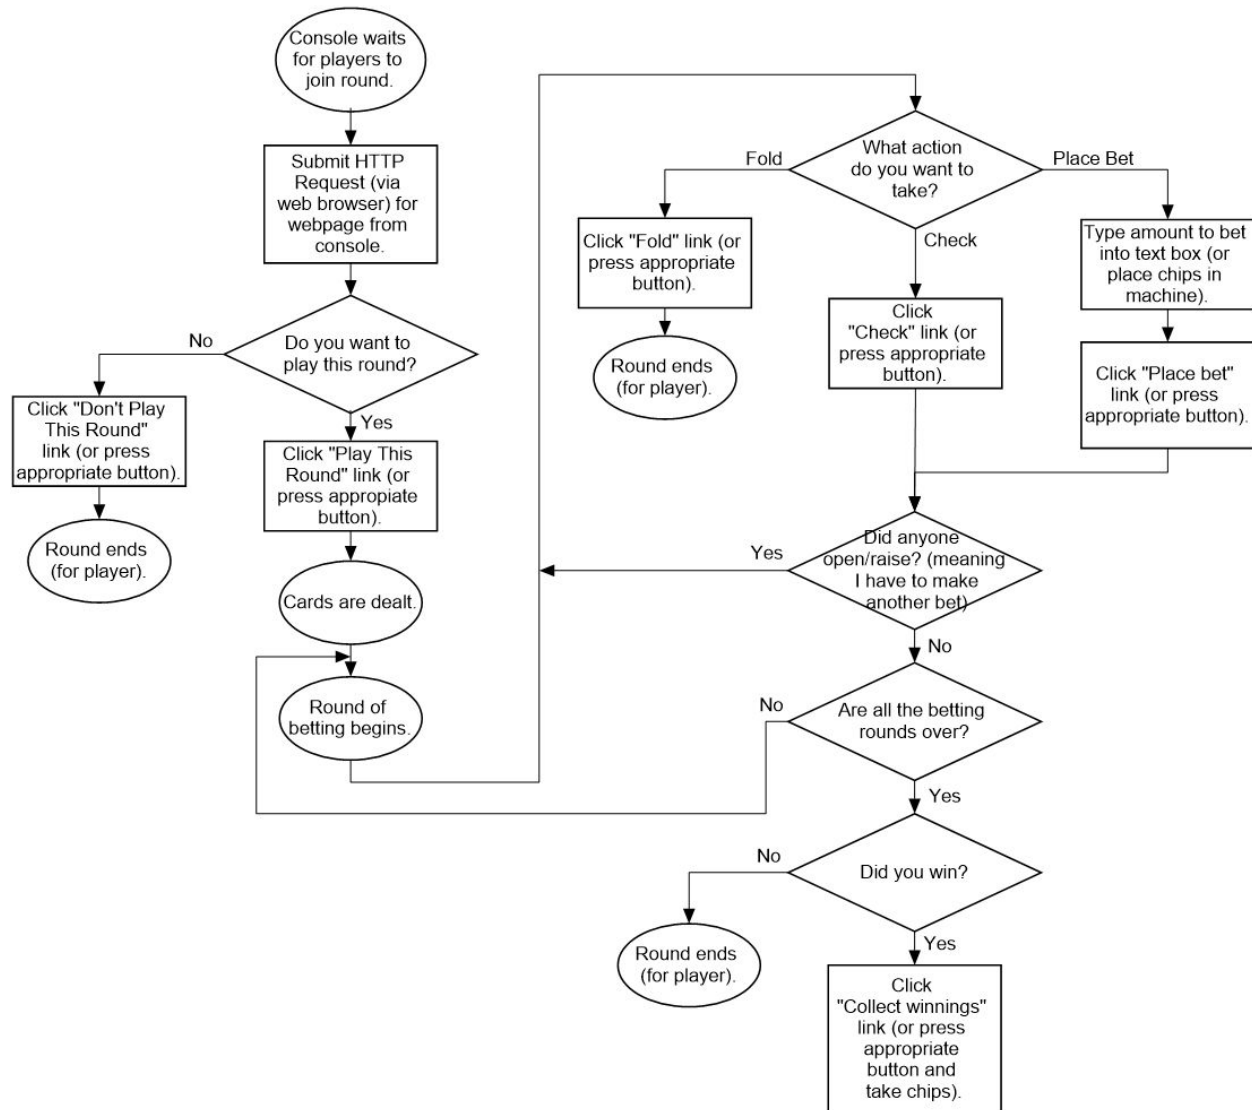 Console waits
for players to
join round.
Submit HTTP
Request (via
web browser) for
webpage from
console.
Do you want to
play this round?
No
Yes
Click "Don't Play
This Round"
link (or press
appropriate button).
Round ends
(for player).
Click "Play This
Round" link (or
press appropiate
button).
Cards are dealt.
Round of
betting begins.
What action
do you want to
take?
Fold
Check
Place Bet
Click "Fold" link (or
press appropriate
button).
Round ends
(for player).
Click
"Check" link (or
press appropriate
button).
Type amount to bet
into text box (or
place chips in
machine).
Click "Place bet"
link (or press
appropriate button).
Did anyone
open/raise? (meaning
I have to make
another bet)
Yes
No
Are all the betting
rounds over?
No
Yes
Did you win?
No
Yes
Round ends
(for player).
Click
"Collect winnings"
link (or press
appropriate
button and
take chips).